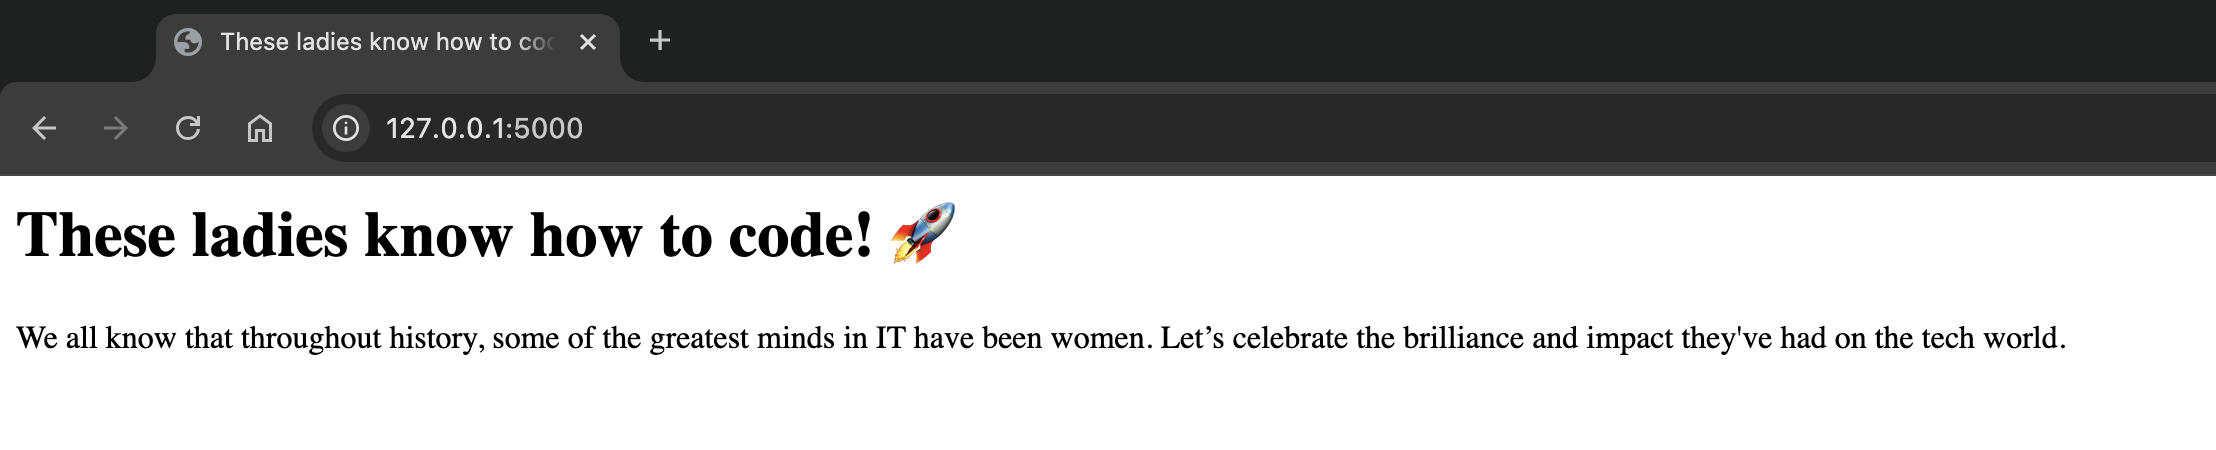 These ladies know how to co
127.0.0.1:5000
These ladies know how to code! 🚀
We all know that throughout history, some of the greatest minds in IT have been women. Let’s celebrate the brilliance and impact they've had on the tech world.